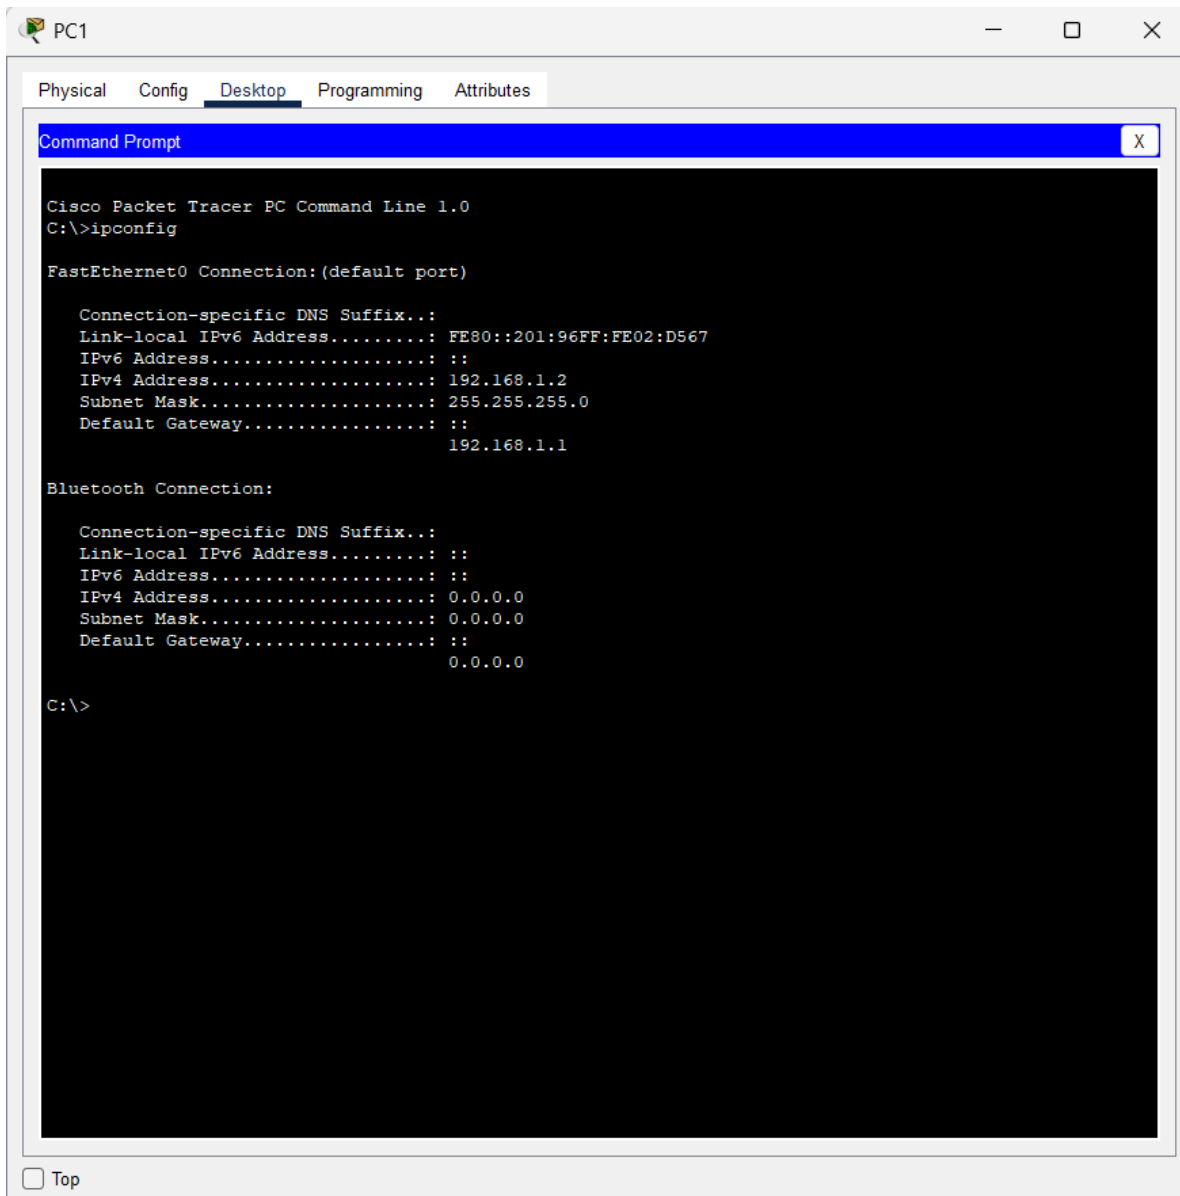 PC1
Physical Config Desktop Programming Attributes
Command Prompt
X
Cisco Packet Tracer PC Command Line 1.0
C:\>ipconfig
FastEthernet0 Connection:(default port)
Connection-specific DNS Suffix..:
Link-local IPv6 Address.........: FE80::201:96FF:FE02:D567
IPv6 Address....................: ::
IPv4 Address....................: 192.168.1.2
Subnet Mask.....................: 255.255.255.0
Default Gateway.................: ::
192.168.1.1
Bluetooth Connection:
Connection-specific DNS Suffix..:
Link-local IPv6 Address.........: ::
IPv6 Address....................: ::
IPv4 Address....................: 0.0.0.0
Subnet Mask.....................: 0.0.0.0
Default Gateway.................: ::
0.0.0.0
C:\>
Top